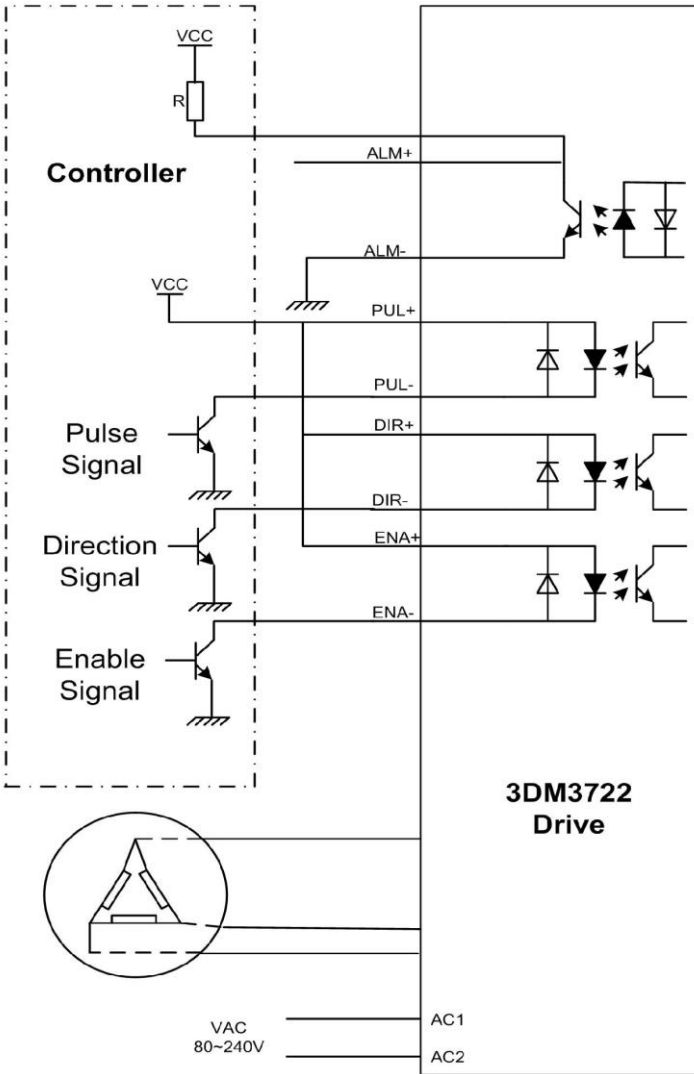 VCC
R
Controller
ALM+
ALM-
VCC
PUL+
PUL-
Pulse
Signal
DIR+
DIR-
Direction
Signal
ENA+
ENA-
Enable
Signal
3DM3722
Drive
VAC
80~240V
AC1
AC2